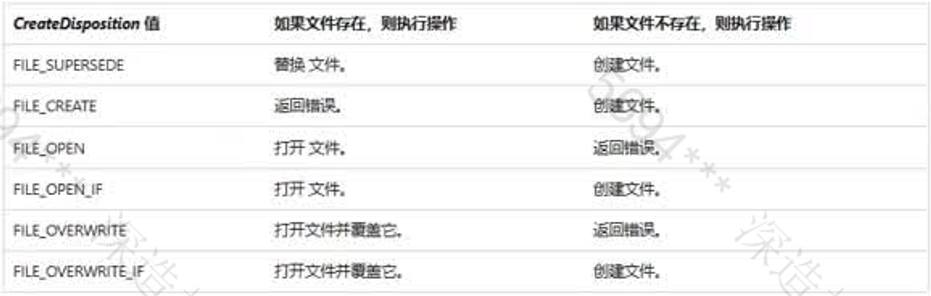 CreateDisposition 值 如果文件存在，则执行操作 如果文件不存在，则执行操作
FILE_SUPERSEDE 替换 文件。 创建文件。
FILE_CREATE 返回错误。 创建文件。
FILE_OPEN 打开 文件。 返回错误。
FILE_OPEN_IF 打开 文件。 创建文件。
FILE_OVERWRITE 打开文件并覆盖它。 返回错误。
FILE_OVERWRITE_IF 打开文件并覆盖它。 创建文件。
5694***
94***
深造
深造